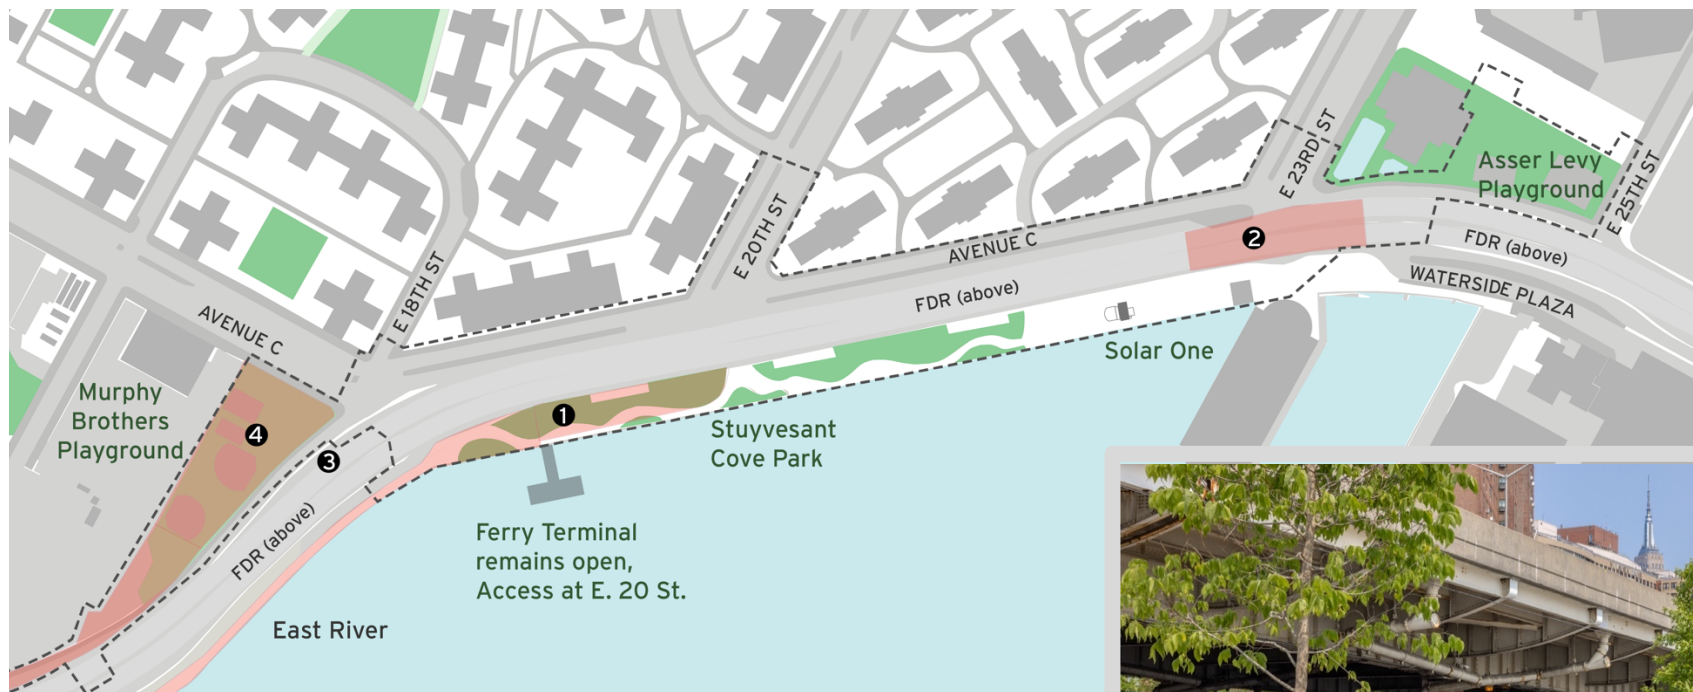 E 23RD ST
Asser Levy
Playground
E 25TH ST
E 20TH ST
AVENUE C
2
FDR (above)
WATERSIDE PLAZA
E 18TH ST
FDR (above)
AVENUE C
Solar One
Murphy
Brothers
Playground
4
1
3
Stuyvesant
Cove Park
FDR (above)
Ferry Terminal
remains open,
Access at E. 20 St.
East River